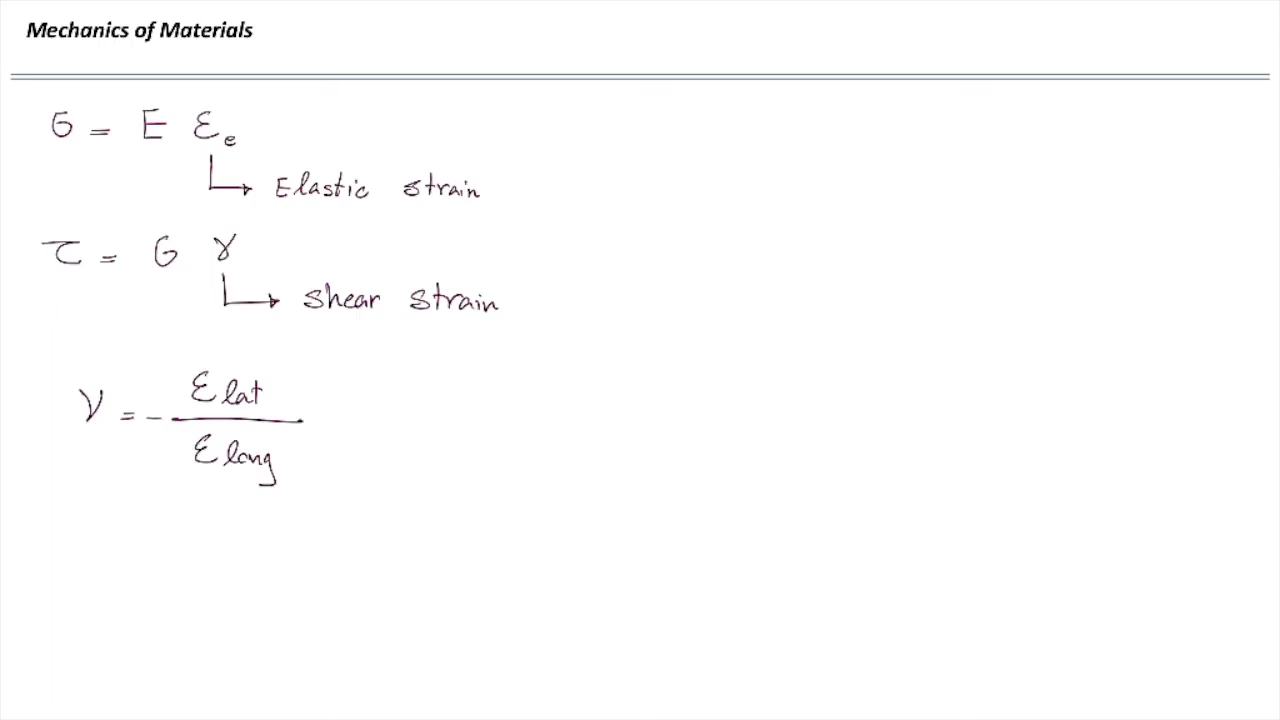 Mechanics of Materials
σ = E εe
Elastic strain
τ = G γ
shear strain
ν = - εlat / εlong